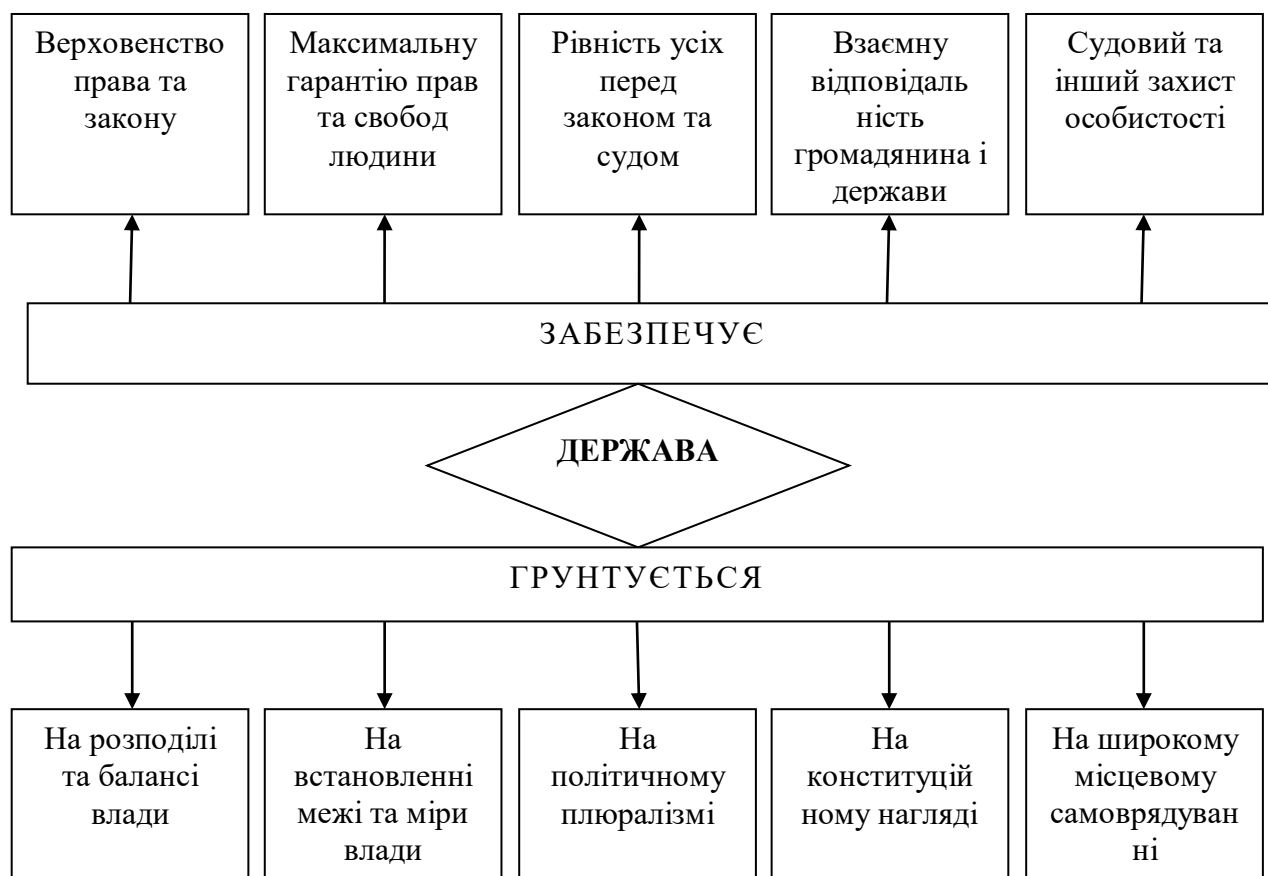 Верховенство
права та
закону
Максимальну
гарантію прав
та свобод
людини
Рівність усіх
перед
законом та
судом
Взаємну
відповідаль
ність
громадянина і
держави
Судовий та
інший захист
особистості
ЗАБЕЗПЕЧУЄ
ДЕРЖАВА
ГРУНТУЄТЬСЯ
На розподілі
та балансі
влади
На
встановленні
межі та міри
влади
На
політичному
плюралізмі
На
конституцій
ному нагляді
На широкому
місцевому
самоврядуван
ні